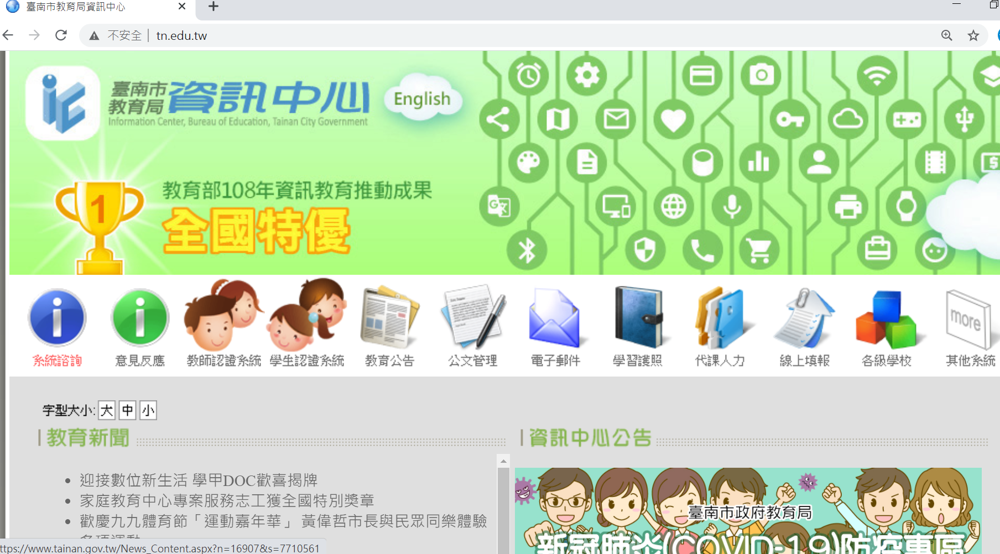 臺南市教育局資訊中心
不安全 tn.edu.tw
臺南市
教育局 資訊中心
Information Center, Bureau of Education, Tainan City Government
English
教育部108年資訊教育推動成果
1 全國特優
系統諮詢 意見反應 教師認證系統 學生認證系統 教育公告 公文管理 電子郵件 學習護照 代課人力 線上填報 各級學校 more 其他系統
字型大小: 大 中 小
教育新聞
迎接數位新生活 學甲DOC歡喜揭牌
家庭教育中心專案服務志工獲全國特別獎章
歡慶九九體育節「運動嘉年華」 黃偉哲市長與民眾同樂體驗
多項運動
資訊中心公告
臺南市政府教育局
新冠肺炎(COVID-19)防疫專區
ttps://www.tainan.gov.tw/News_Content.aspx?n=16907&s=7710561